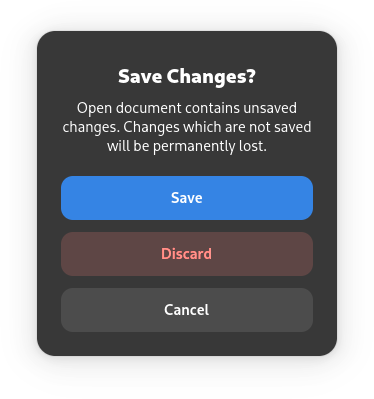 Save Changes?
Open document contains unsaved
changes. Changes which are not saved
will be permanently lost.
Save
Discard
Cancel